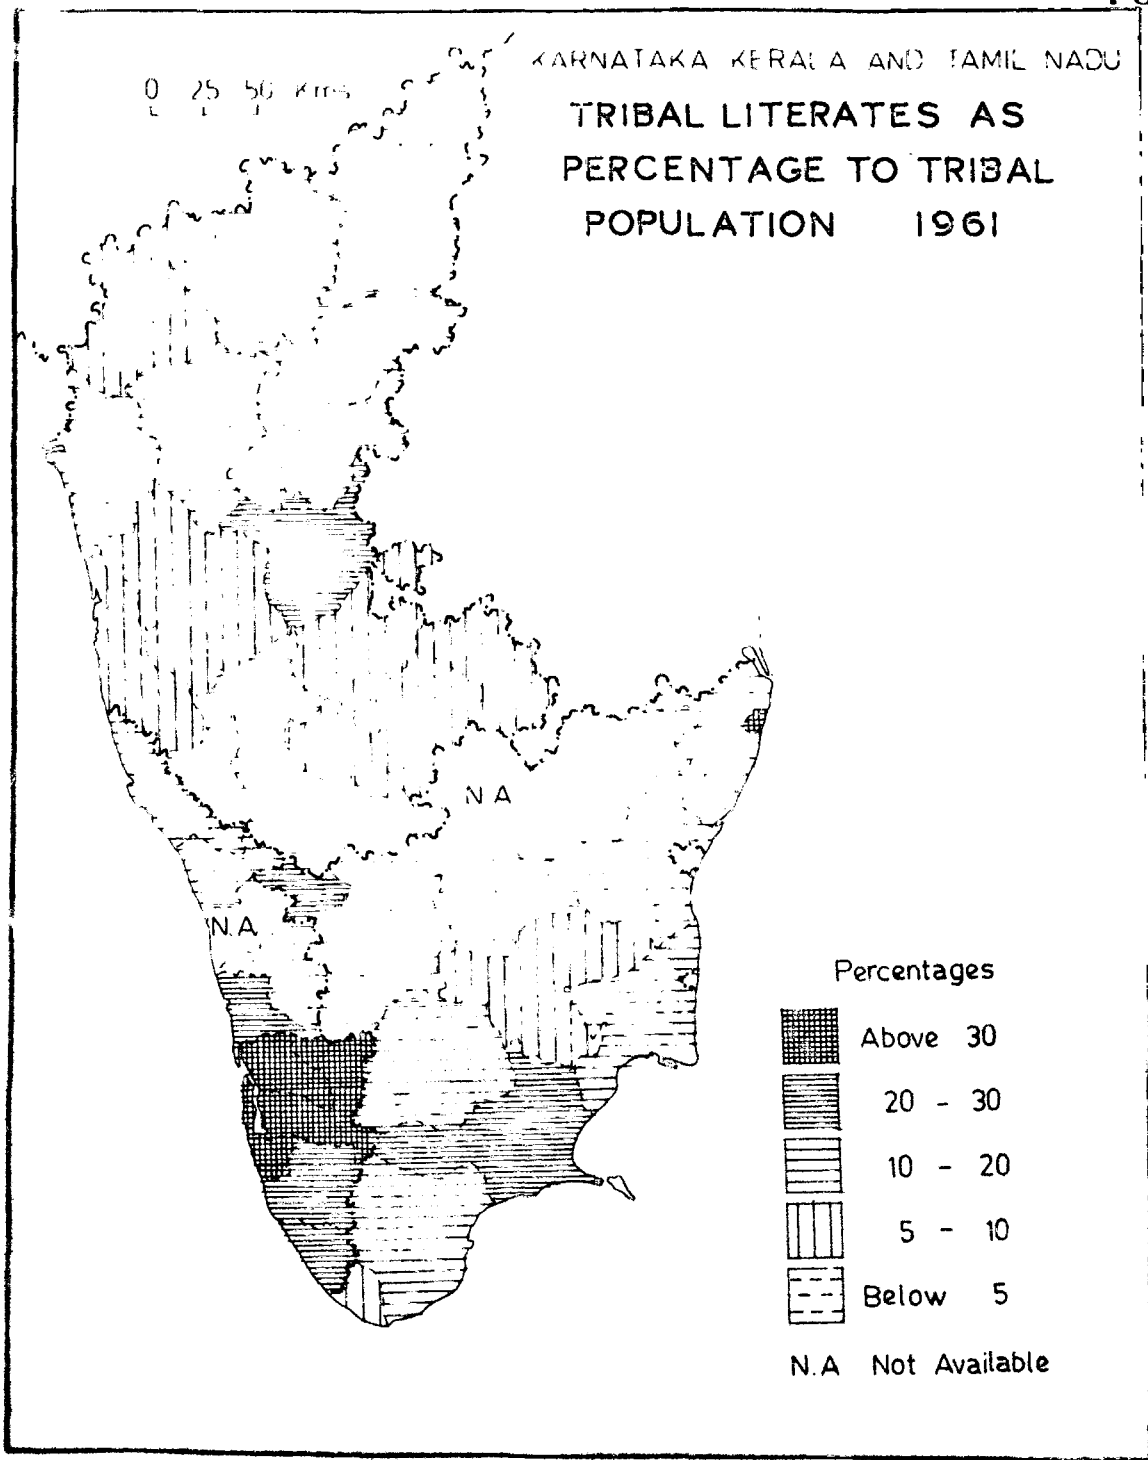 KARNATAKA KERALA AND TAMIL NADU
0 25 50 Kms
TRIBAL LITERATES AS
PERCENTAGE TO TRIBAL
POPULATION 1961
N A
N.A
Percentages
Above 30
20 - 30
10 - 20
5 - 10
Below 5
N.A Not Available